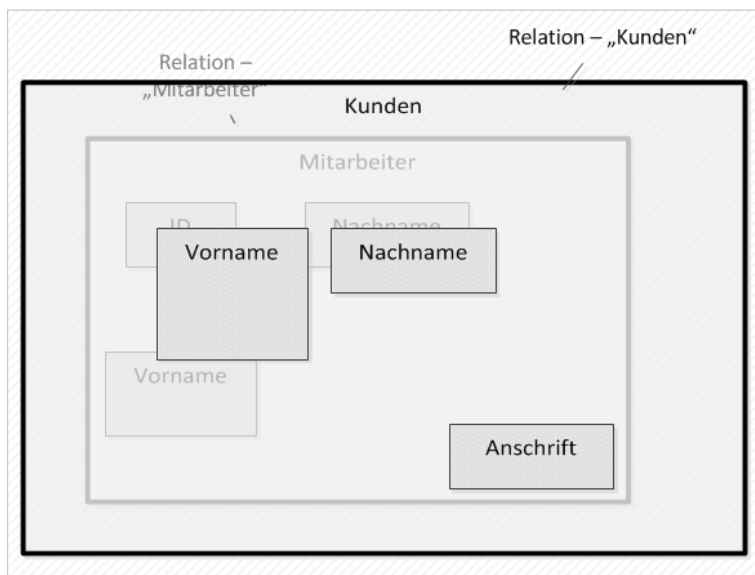 Relation – „Kunden“
Relation –
„Mitarbeiter“
Kunden
Mitarbeiter
ID
Nachname
Vorname
Nachname
Vorname
Anschrift